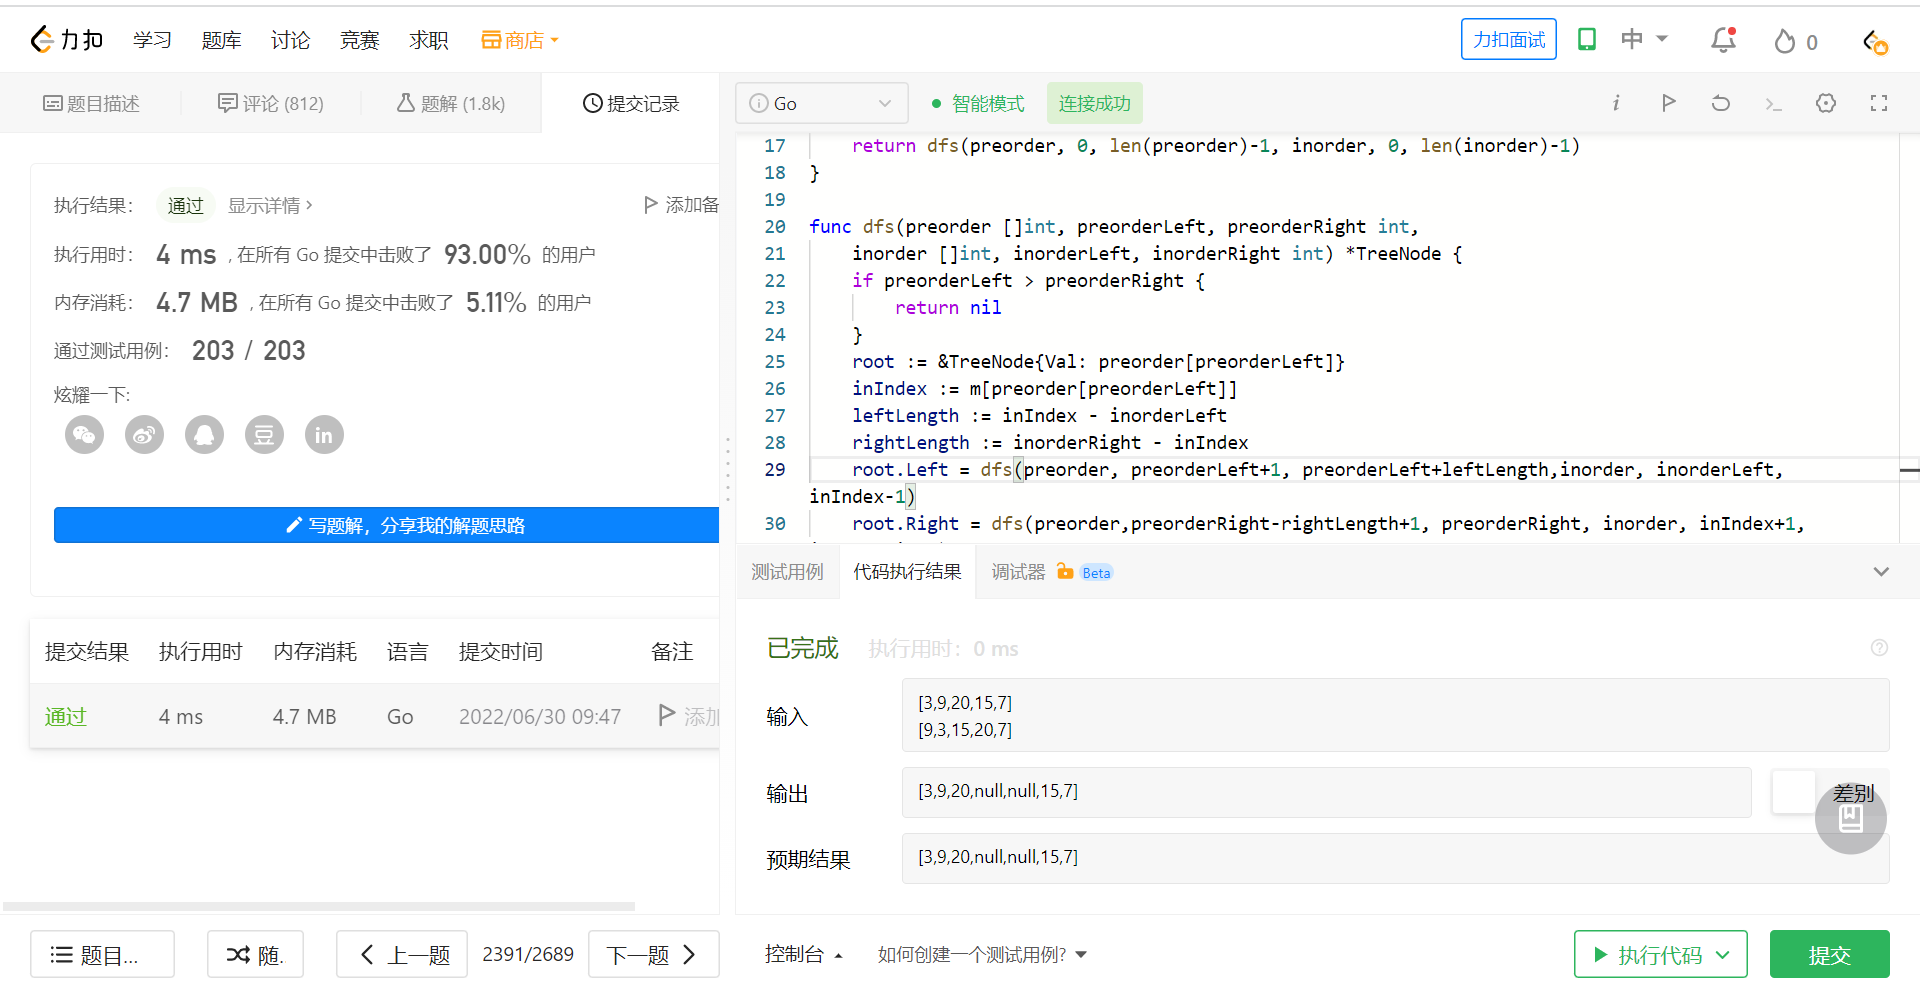 力扣 学习 题库 讨论 竞赛 求职 商店 力扣面试 中 0
题目描述 评论 (812) 题解 (1.8k) 提交记录
执行结果： 通过 显示详情 > 添加备
执行用时： 4 ms , 在所有 Go 提交中击败了 93.00% 的用户
内存消耗： 4.7 MB , 在所有 Go 提交中击败了 5.11% 的用户
通过测试用例： 203 / 203
炫耀一下:
豆 in
写题解，分享我的解题思路
提交结果 执行用时 内存消耗 语言 提交时间 备注
通过 4 ms 4.7 MB Go 2022/06/30 09:47 添加
题目... 随. 上一题 2391/2689 下一题
i Go 智能模式 连接成功 i
17 return dfs(preorder, 0, len(preorder)-1, inorder, 0, len(inorder)-1)
18 }
19
20 func dfs(preorder []int, preorderLeft, preorderRight int,
21 inorder []int, inorderLeft, inorderRight int) *TreeNode {
22 if preorderLeft > preorderRight {
23 return nil
24 }
25 root := &TreeNode{Val: preorder[preorderLeft]}
26 inIndex := m[preorder[preorderLeft]]
27 leftLength := inIndex - inorderLeft
28 rightLength := inorderRight - inIndex
29 root.Left = dfs(preorder, preorderLeft+1, preorderLeft+leftLength,inorder, inorderLeft,
inIndex-1)
30 root.Right = dfs(preorder,preorderRight-rightLength+1, preorderRight, inorder, inIndex+1,
测试用例 代码执行结果 调试器 Beta
已完成 执行用时：0 ms
输入
[3,9,20,15,7]
[9,3,15,20,7]
输出 [3,9,20,null,null,15,7] 差别
预期结果 [3,9,20,null,null,15,7]
控制台 如何创建一个测试用例? 执行代码 提交